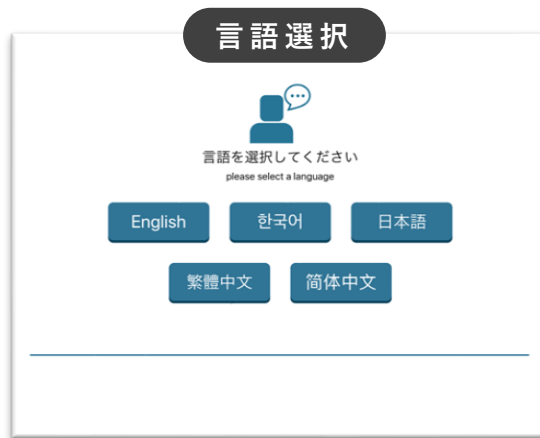 言語選択
言語を選択してください
please select a language
English 한국어 日本語
繁體中文 简体中文